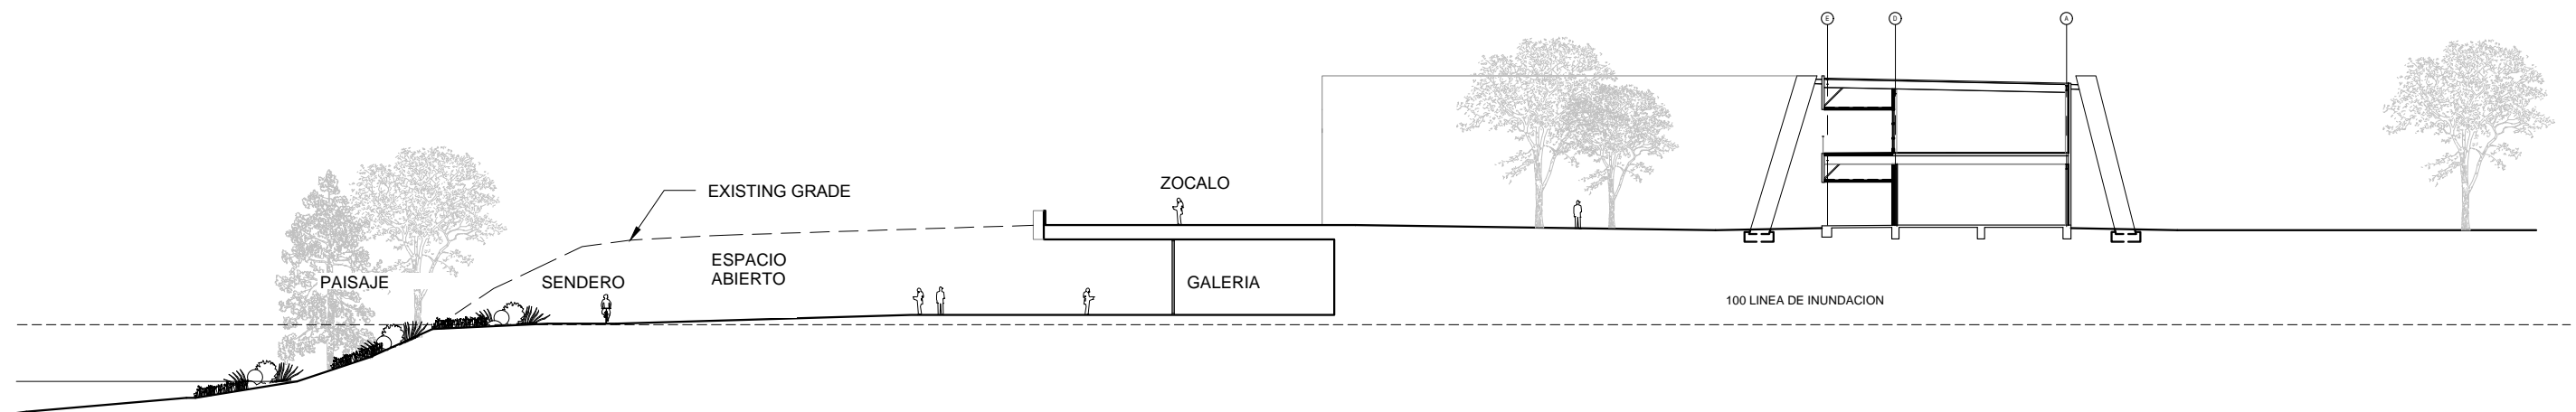 E
D
A
ZOCALO
EXISTING GRADE
ESPACIO
ABIERTO
PAISAJE
SENDERO
GALERIA
100 LINEA DE INUNDACION